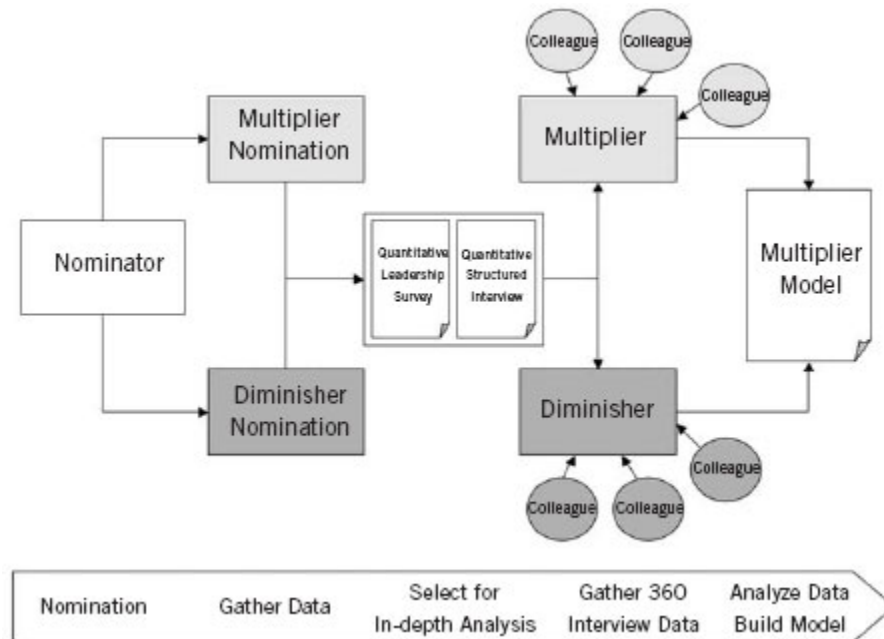 Colleague
Colleague
Colleague
Multiplier
Nomination
Multiplier
Nominator
Quantitative
Leadership
Survey
Quantitative
Structured
Interview
Multiplier
Model
Diminisher
Nomination
Diminisher
Colleague
Colleague
Colleague
Nomination
Gather Data
Select for
In-depth Analysis
Gather 360
Interview Data
Analyze Data
Build Model